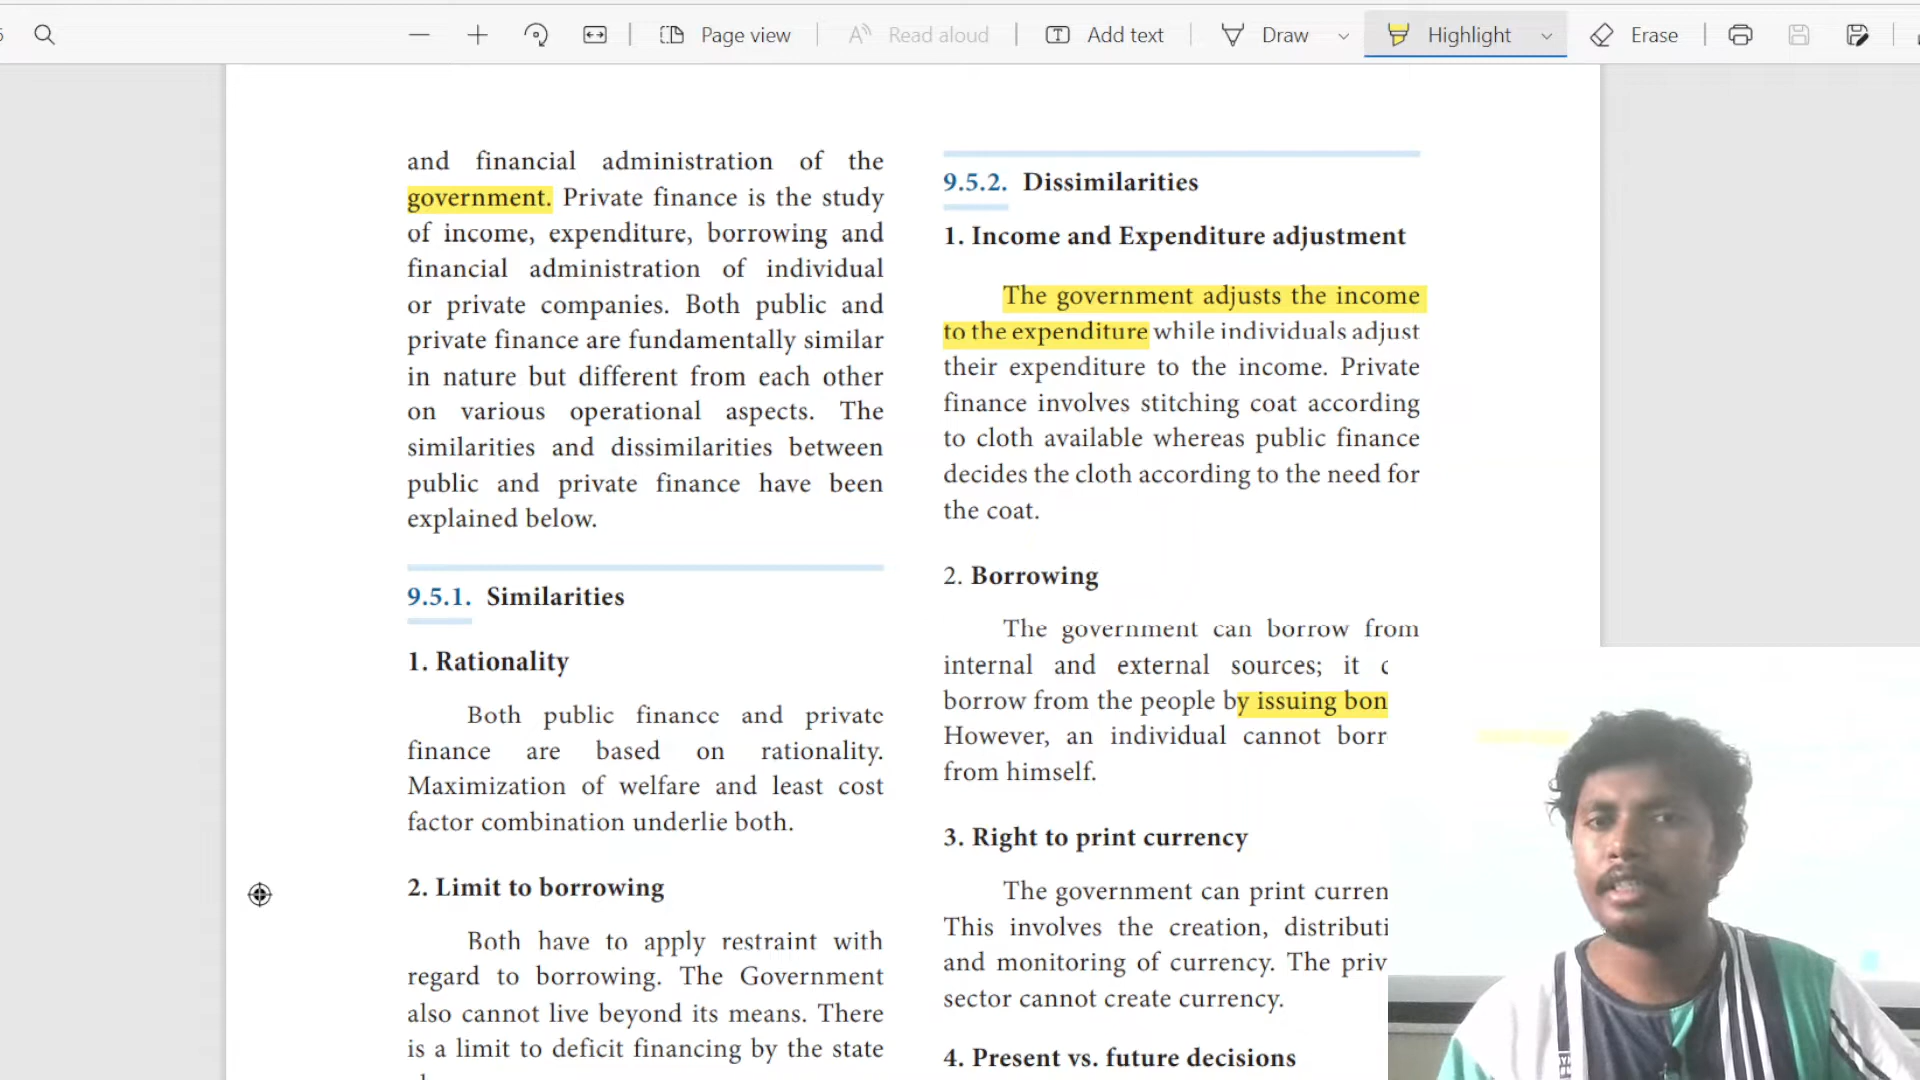 Page view
Read aloud
Add text
Draw
Highlight
Erase
and financial administration of the
government. Private finance is the study
of income, expenditure, borrowing and
financial administration of individual
or private companies. Both public and
private finance are fundamentally similar
in nature but different from each other
on various operational aspects. The
similarities and dissimilarities between
public and private finance have been
explained below.
9.5.1. Similarities
1. Rationality
Both public finance and private
finance are based on rationality.
Maximization of welfare and least cost
factor combination underlie both.
2. Limit to borrowing
Both have to apply restraint with
regard to borrowing. The Government
also cannot live beyond its means. There
is a limit to deficit financing by the state
9.5.2. Dissimilarities
1. Income and Expenditure adjustment
The government adjusts the income
to the expenditure while individuals adjust
their expenditure to the income. Private
finance involves stitching coat according
to cloth available whereas public finance
decides the cloth according to the need for
the coat.
2. Borrowing
The government can borrow from
internal and external sources; it c
borrow from the people by issuing bon
However, an individual cannot borr
from himself.
3. Right to print currency
The government can print curren
This involves the creation, distributi
and monitoring of currency. The priv
sector cannot create currency.
4. Present vs. future decisions